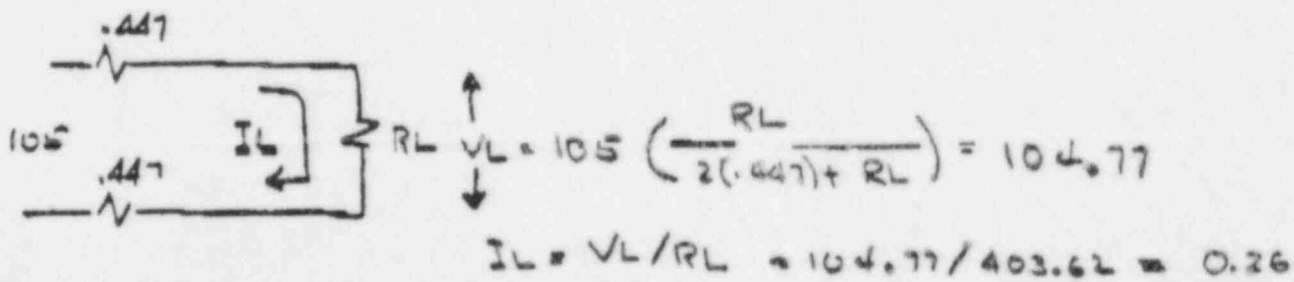 .447
105 IL RL VL = 105 (RL / 2(.447) + RL) = 104.77
.447
IL = VL/RL = 104.77/403.62 = 0.26